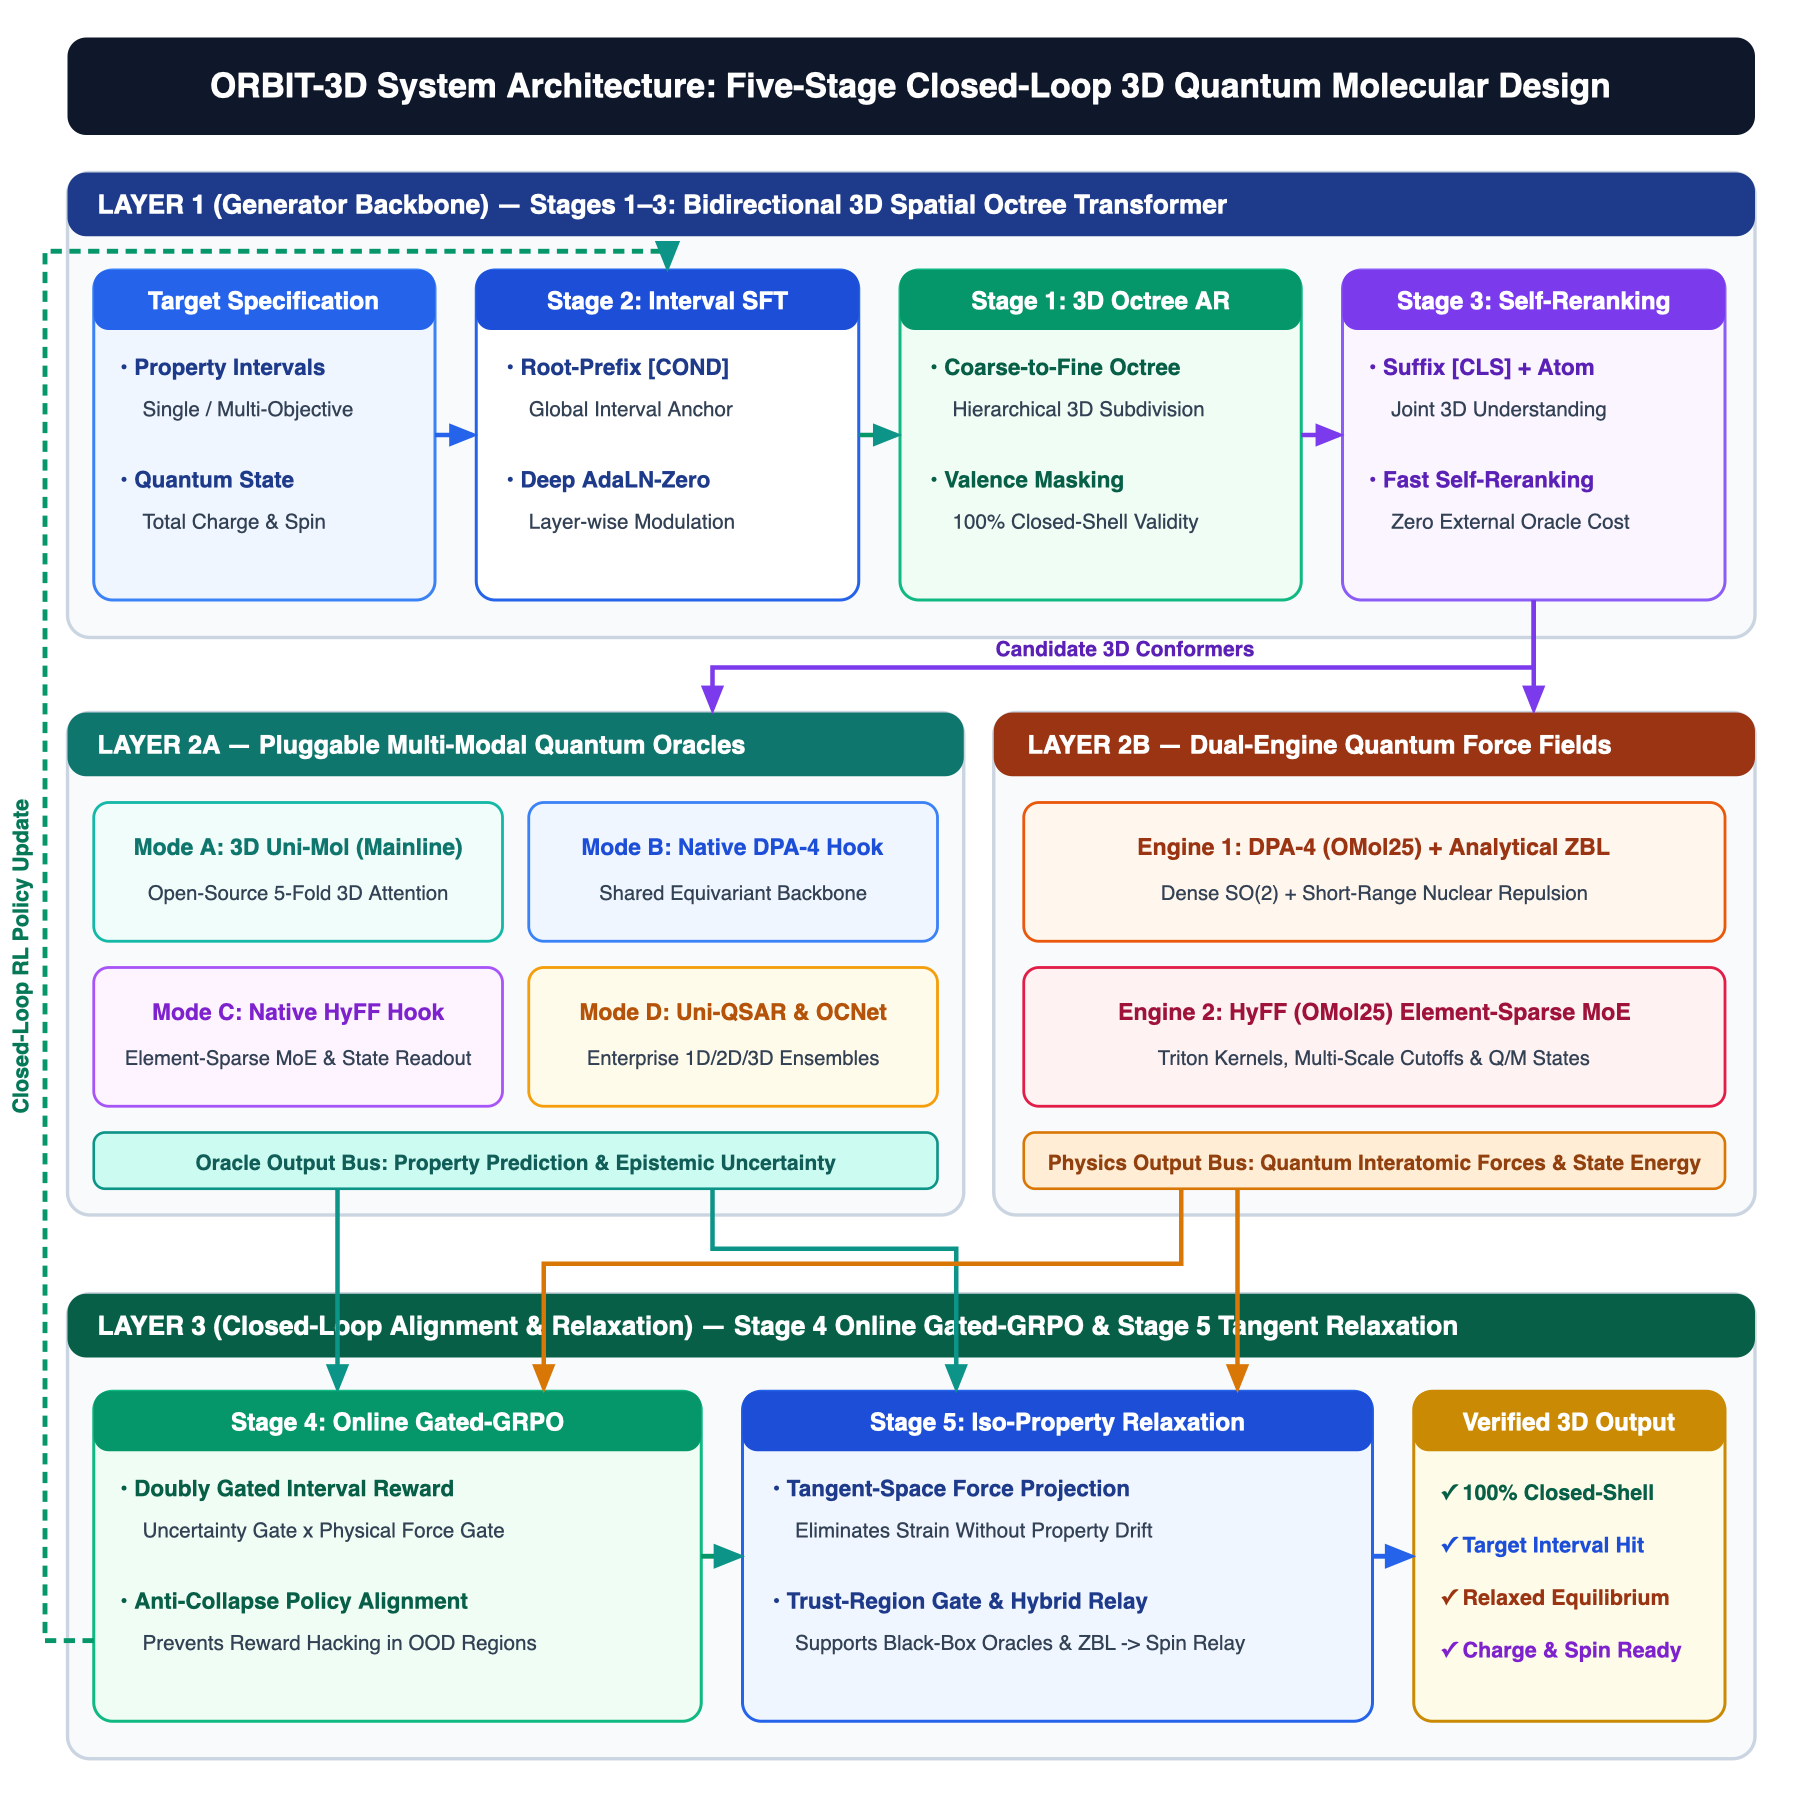 ORBIT-3D System Architecture: Five-Stage Closed-Loop 3D Quantum Molecular Design
LAYER 1 (Generator Backbone) — Stages 1–3: Bidirectional 3D Spatial Octree Transformer
Target Specification
• Property Intervals
Single / Multi-Objective
• Quantum State
Total Charge & Spin
Stage 2: Interval SFT
• Root-Prefix [COND]
Global Interval Anchor
• Deep AdaLN-Zero
Layer-wise Modulation
Stage 1: 3D Octree AR
• Coarse-to-Fine Octree
Hierarchical 3D Subdivision
• Valence Masking
100% Closed-Shell Validity
Stage 3: Self-Reranking
• Suffix [CLS] + Atom
Joint 3D Understanding
• Fast Self-Reranking
Zero External Oracle Cost
Candidate 3D Conformers
Closed-Loop RL Policy Update
LAYER 2A — Pluggable Multi-Modal Quantum Oracles
Mode A: 3D Uni-Mol (Mainline)
Open-Source 5-Fold 3D Attention
Mode B: Native DPA-4 Hook
Shared Equivariant Backbone
Mode C: Native HyFF Hook
Element-Sparse MoE & State Readout
Mode D: Uni-QSAR & OCNet
Enterprise 1D/2D/3D Ensembles
Oracle Output Bus: Property Prediction & Epistemic Uncertainty
LAYER 2B — Dual-Engine Quantum Force Fields
Engine 1: DPA-4 (OMol25) + Analytical ZBL
Dense SO(2) + Short-Range Nuclear Repulsion
Engine 2: HyFF (OMol25) Element-Sparse MoE
Triton Kernels, Multi-Scale Cutoffs & Q/M States
Physics Output Bus: Quantum Interatomic Forces & State Energy
LAYER 3 (Closed-Loop Alignment & Relaxation) — Stage 4 Online Gated-GRPO & Stage 5 Tangent Relaxation
Stage 4: Online Gated-GRPO
• Doubly Gated Interval Reward
Uncertainty Gate x Physical Force Gate
• Anti-Collapse Policy Alignment
Prevents Reward Hacking in OOD Regions
Stage 5: Iso-Property Relaxation
• Tangent-Space Force Projection
Eliminates Strain Without Property Drift
• Trust-Region Gate & Hybrid Relay
Supports Black-Box Oracles & ZBL -> Spin Relay
Verified 3D Output
✓ 100% Closed-Shell
✓ Target Interval Hit
✓ Relaxed Equilibrium
✓ Charge & Spin Ready